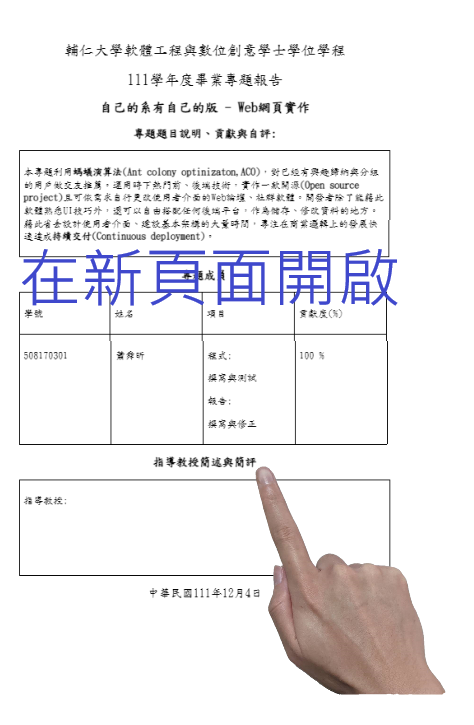 輔仁大學軟體工程與數位創意學士學位學程
111學年度畢業專題報告
自己的系有自己的版 - Web網頁實作
專題題目說明、貢獻與自評:
本專題利用螞蟻演算法(Ant colony optinizaton,ACO)，對已經有興趣歸納與分組
的用戶做交友推薦。運用時下熱門前、後端技術，實作一款開源(Open source
project)且可依需求自行更改使用者介面的Web論壇、社群軟體。開發者除了能藉此
軟體熟悉UI技巧外，還可以自由搭配任何後端平台，作為儲存、修改資料的地方。
藉此省去設計使用者介面、建設基本架構的大量時間，專注在商業邏輯上的發展快
速達成持續交付(Continuous deployment)。
在新頁面開啟
專題成員
學號 姓名 項目 貢獻度(%)
508170301 蕭舜昕 程式: 100 %
撰寫與測試
報告:
撰寫與修正
指導教授簡述與簡評
指導教授:
中華民國111年12月4日